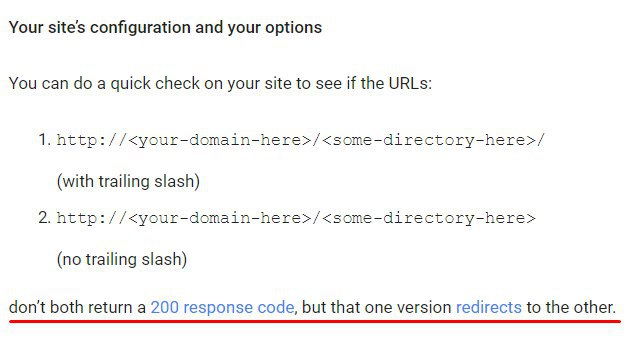 Your site’s configuration and your options
You can do a quick check on your site to see if the URLs:
1. http://<your-domain-here>/<some-directory-here>/
(with trailing slash)
2. http://<your-domain-here>/<some-directory-here>
(no trailing slash)
don’t both return a 200 response code, but that one version redirects to the other.